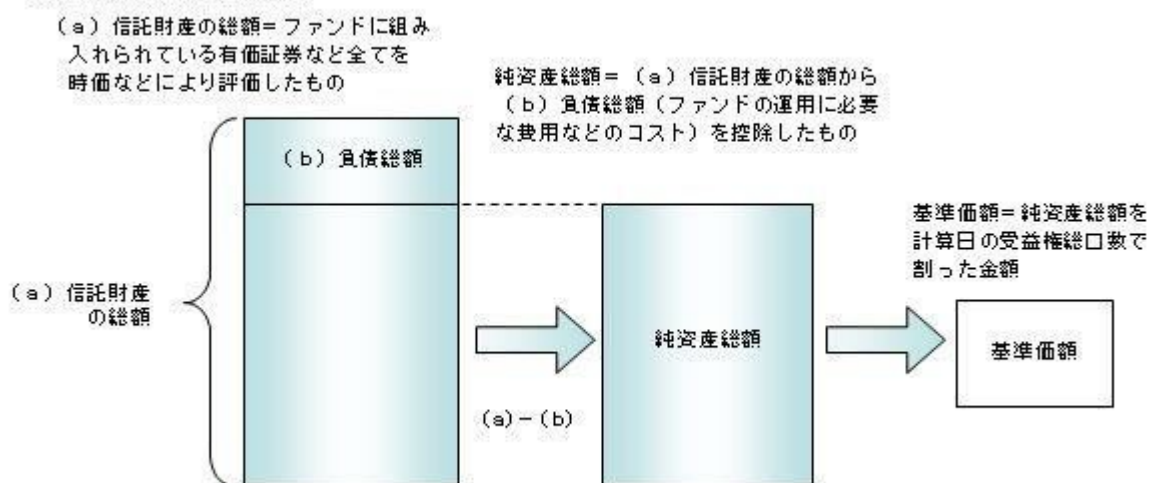 (a)信託財産の総額=ファンドに組み
入れられている有価証券など全てを
時価などにより評価したもの
純資産総額=(a)信託財産の総額から
(b)負債総額(ファンドの運用に必要
な費用などのコスト)を控除したもの
(b)負債総額
基準価額=純資産総額を
計算日の受益権総口数で
割った金額
(a)信託財産
の総額
純資産総額
基準価額
(a)-(b)